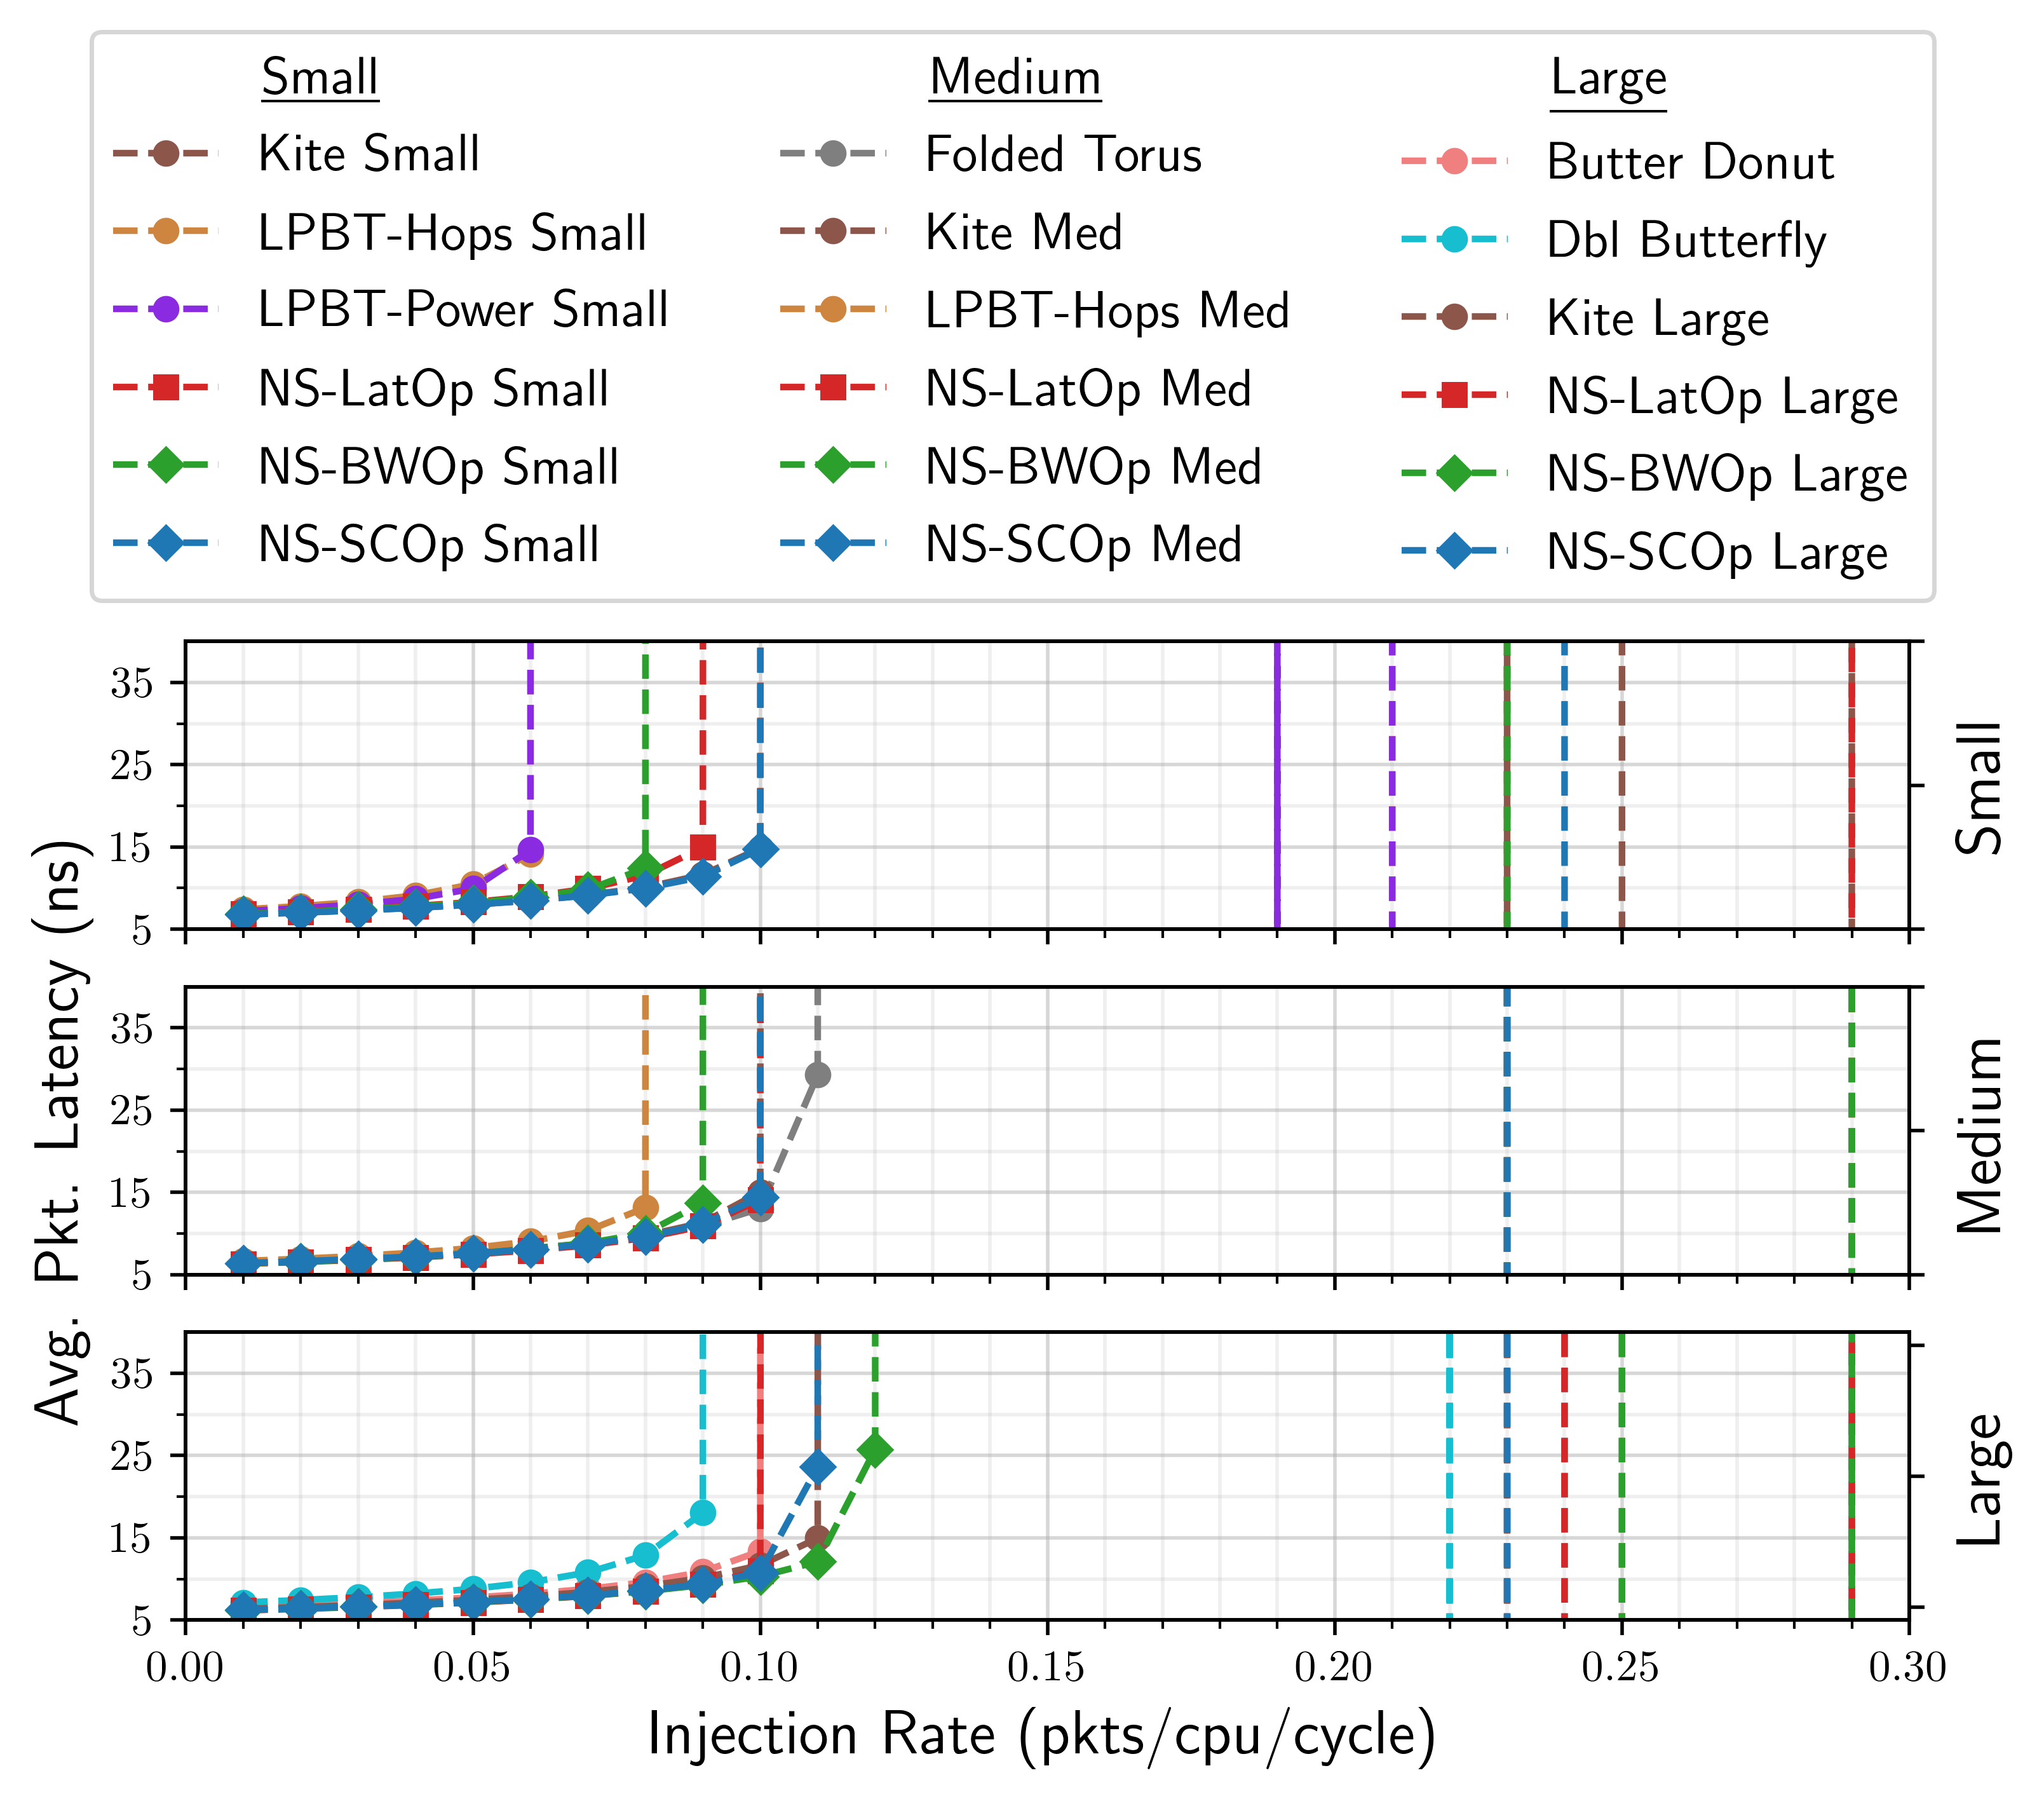 Small
Kite Small
LPBT-Hops Small
LPBT-Power Small
NS-LatOp Small
NS-BWOp Small
NS-SCOp Small
Medium
Folded Torus
Kite Med
LPBT-Hops Med
NS-LatOp Med
NS-BWOp Med
NS-SCOp Med
Large
Butter Donut
Dbl Butterfly
Kite Large
NS-LatOp Large
NS-BWOp Large
NS-SCOp Large
Avg. Pkt. Latency (ns)
35
25
15
5
Small
35
25
15
5
Medium
35
25
15
5
Large
0.00 0.05 0.10 0.15 0.20 0.25 0.30
Injection Rate (pkts/cpu/cycle)